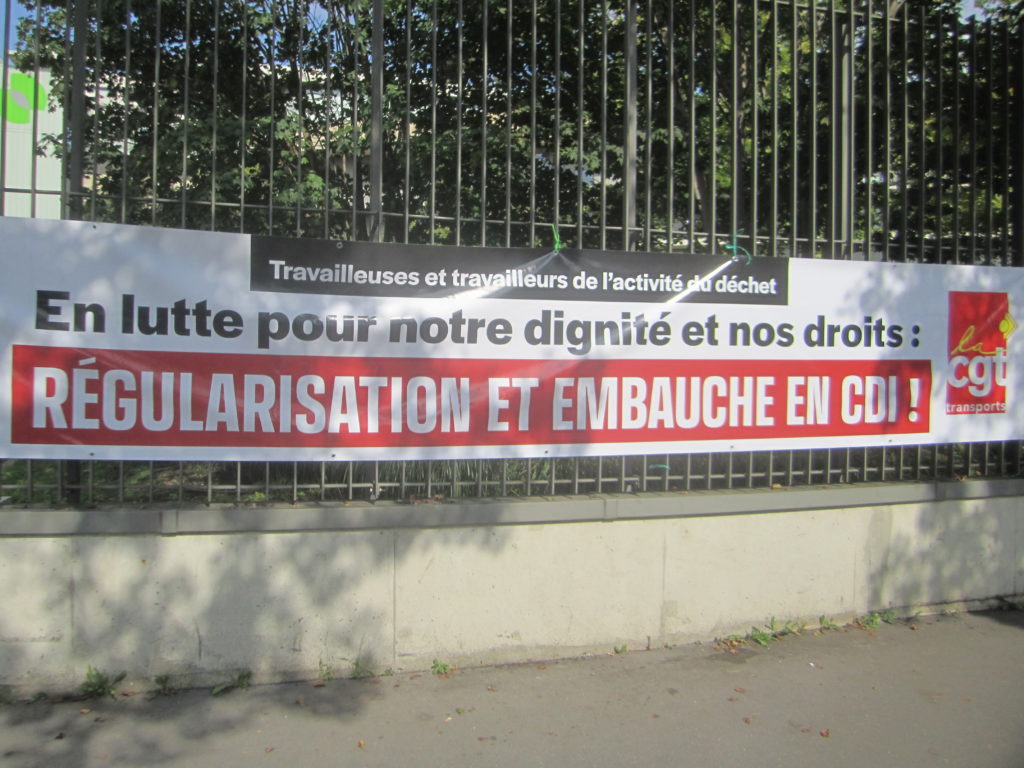 Travailleuses et travailleurs de l'activité du déchet
En lutte pour notre dignité et nos droits :
RÉGULARISATION ET EMBAUCHE EN CDI !
la
cgt
transports